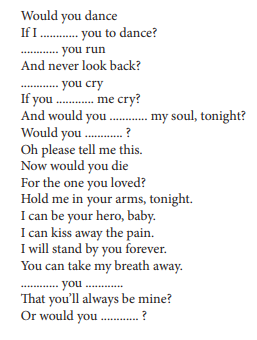 Would you dance
If I ............ you to dance?
............ you run
And never look back?
............ you cry
If you ............ me cry?
And would you ............ my soul, tonight?
Would you ............ ?
Oh please tell me this.
Now would you die
For the one you loved?
Hold me in your arms, tonight.
I can be your hero, baby.
I can kiss away the pain.
I will stand by you forever.
You can take my breath away.
............ you ............
That you’ll always be mine?
Or would you ............ ?